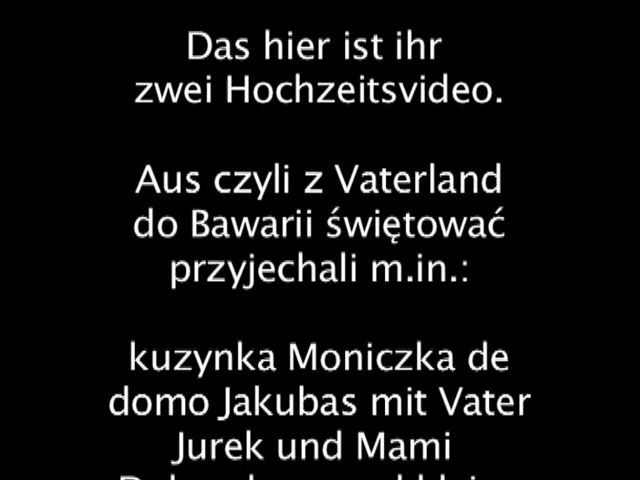 Das hier ist ihr
zwei Hochzeitsvideo.
Aus czyli z Vaterland
do Bawarii świętować
przyjechali m.in.:
kuzynka Moniczka de
domo Jakubas mit Vater
Jurek und Mami